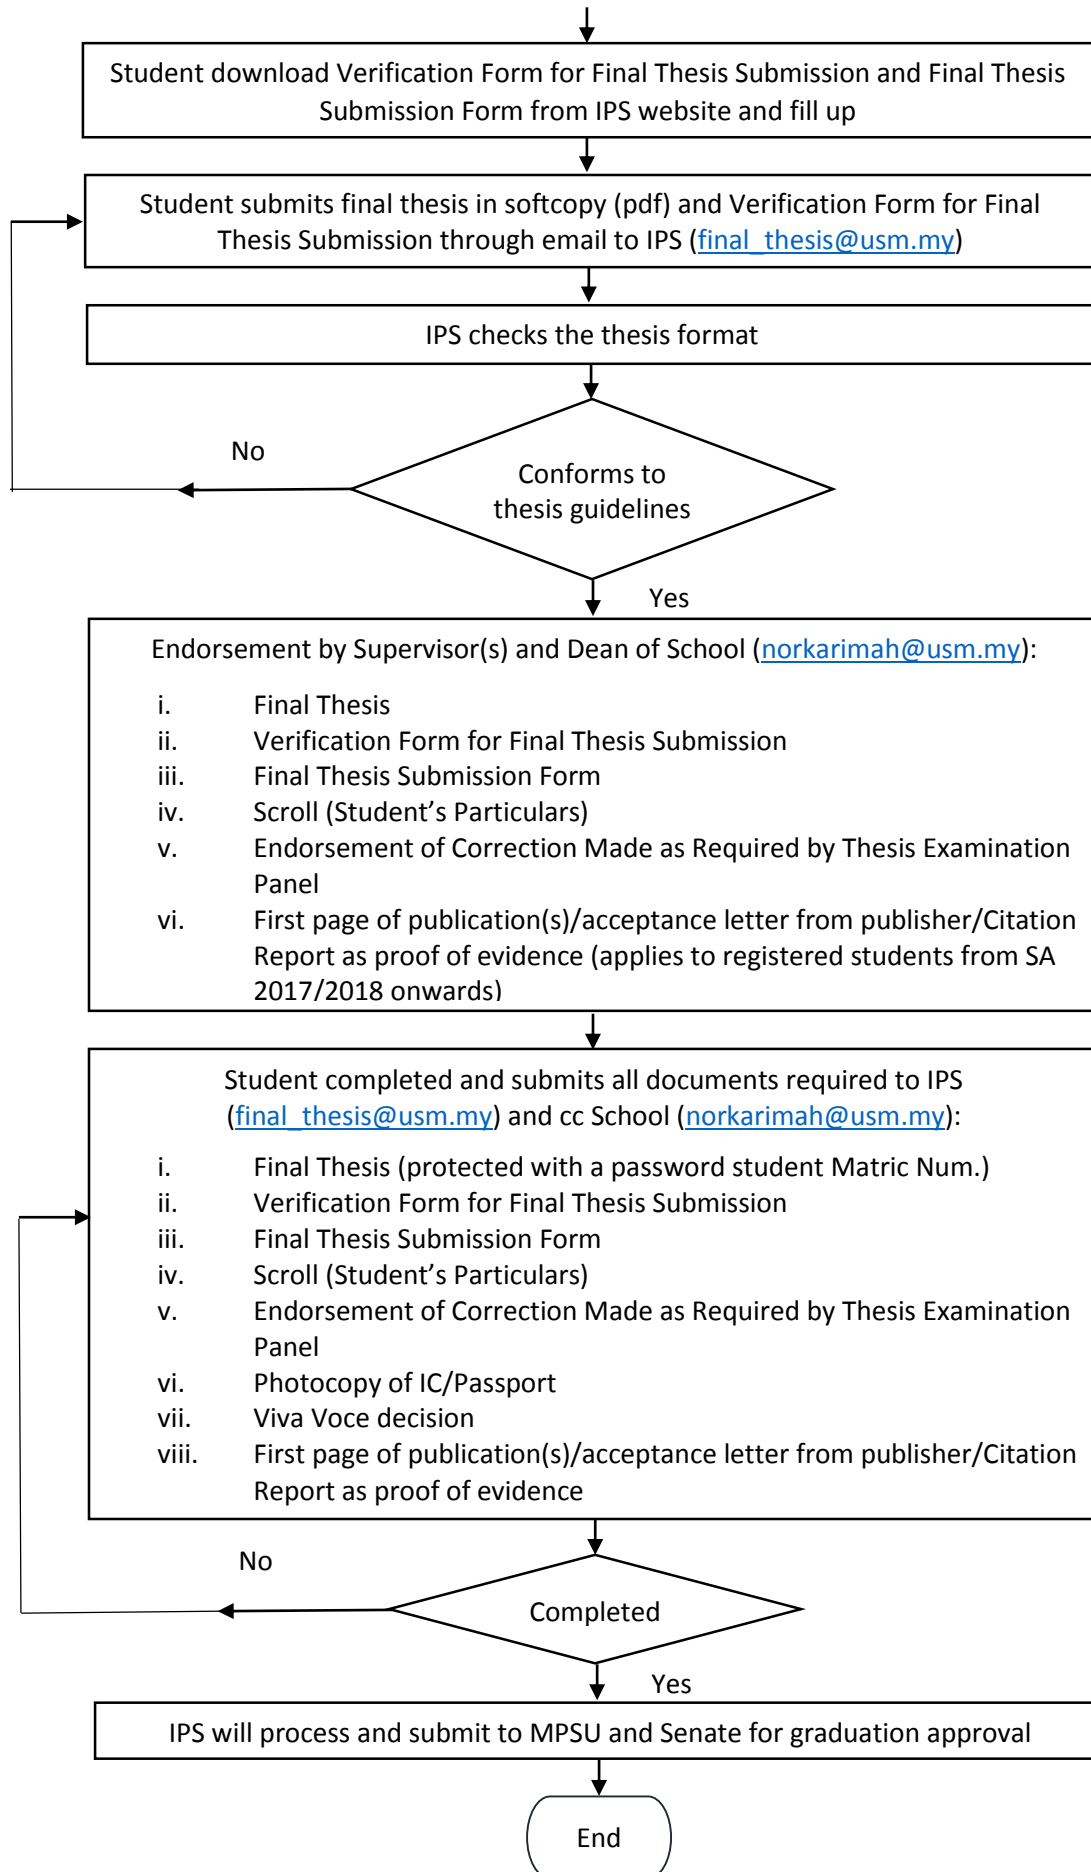 Student download Verification Form for Final Thesis Submission and Final Thesis
Submission Form from IPS website and fill up
Student submits final thesis in softcopy (pdf) and Verification Form for Final
Thesis Submission through email to IPS (final_thesis@usm.my)
IPS checks the thesis format
No
Conforms to
thesis guidelines
Yes
Endorsement by Supervisor(s) and Dean of School (norkarimah@usm.my):
i. Final Thesis
ii. Verification Form for Final Thesis Submission
iii. Final Thesis Submission Form
iv. Scroll (Student’s Particulars)
v. Endorsement of Correction Made as Required by Thesis Examination
Panel
vi. First page of publication(s)/acceptance letter from publisher/Citation
Report as proof of evidence (applies to registered students from SA
2017/2018 onwards)
Student completed and submits all documents required to IPS
(final_thesis@usm.my) and cc School (norkarimah@usm.my):
i. Final Thesis (protected with a password student Matric Num.)
ii. Verification Form for Final Thesis Submission
iii. Final Thesis Submission Form
iv. Scroll (Student’s Particulars)
v. Endorsement of Correction Made as Required by Thesis Examination
Panel
vi. Photocopy of IC/Passport
vii. Viva Voce decision
viii. First page of publication(s)/acceptance letter from publisher/Citation
Report as proof of evidence
No
Completed
Yes
IPS will process and submit to MPSU and Senate for graduation approval
End